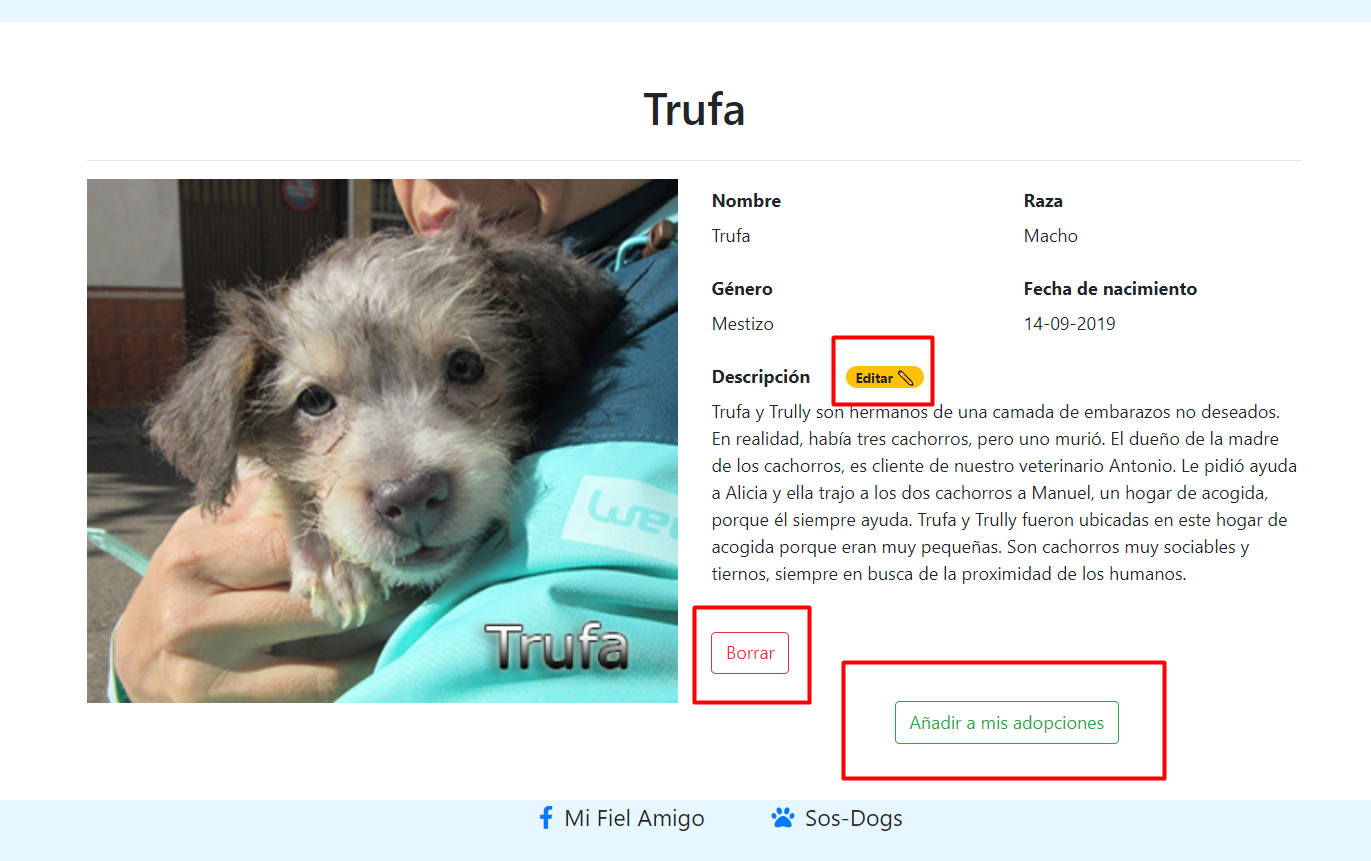 Trufa
Nombre
Raza
Trufa
Macho
Género
Fecha de nacimiento
Mestizo
14-09-2019
Descripción
Editar
Trufa y Trully son hermanos de una camada de embarazos no deseados.
En realidad, había tres cachorros, pero uno murió. El dueño de la madre
de los cachorros, es cliente de nuestro veterinario Antonio. Le pidió ayuda
a Alicia y ella trajo a los dos cachorros a Manuel, un hogar de acogida,
porque él siempre ayuda. Trufa y Trully fueron ubicadas en este hogar de
acogida porque eran muy pequeñas. Son cachorros muy sociables y
tiernos, siempre en busca de la proximidad de los humanos.
Trufa
Borrar
Añadir a mis adopciones
Mi Fiel Amigo
Sos-Dogs